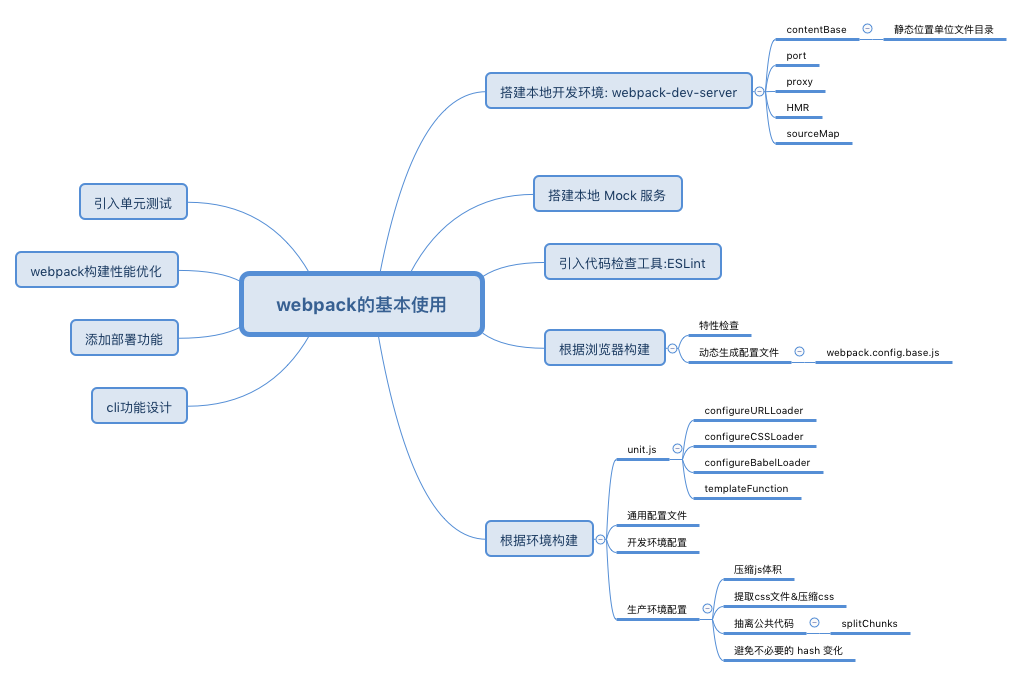 webpack的基本使用
搭建本地开发环境: webpack-dev-server
contentBase
静态位置单位文件目录
port
proxy
HMR
sourceMap
搭建本地 Mock 服务
引入代码检查工具:ESLint
根据浏览器构建
特性检查
动态生成配置文件
webpack.config.base.js
根据环境构建
unit.js
configureURLLoader
configureCSSLoader
configureBabelLoader
templateFunction
通用配置文件
开发环境配置
生产环境配置
压缩js体积
提取css文件&压缩css
抽离公共代码
splitChunks
避免不必要的 hash 变化
引入单元测试
webpack构建性能优化
添加部署功能
cli功能设计